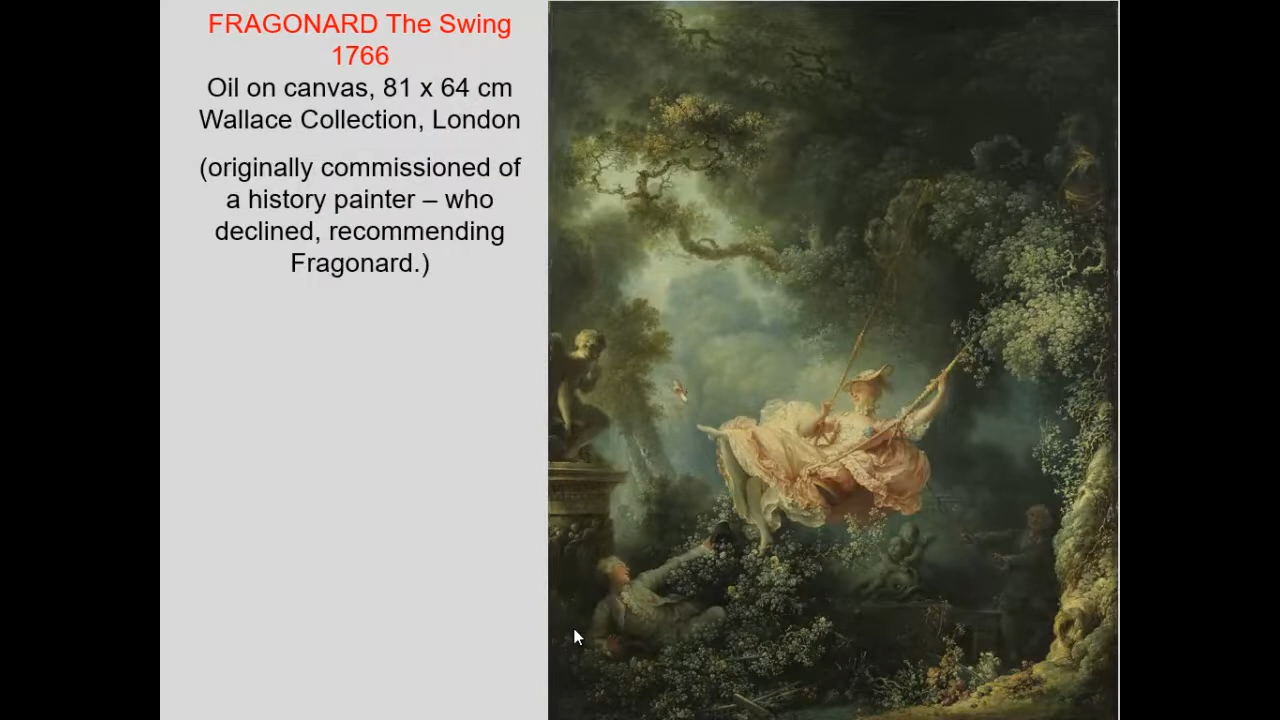 FRAGONARD The Swing
1766
Oil on canvas, 81 x 64 cm
Wallace Collection, London
(originally commissioned of
a history painter – who
declined, recommending
Fragonard.)